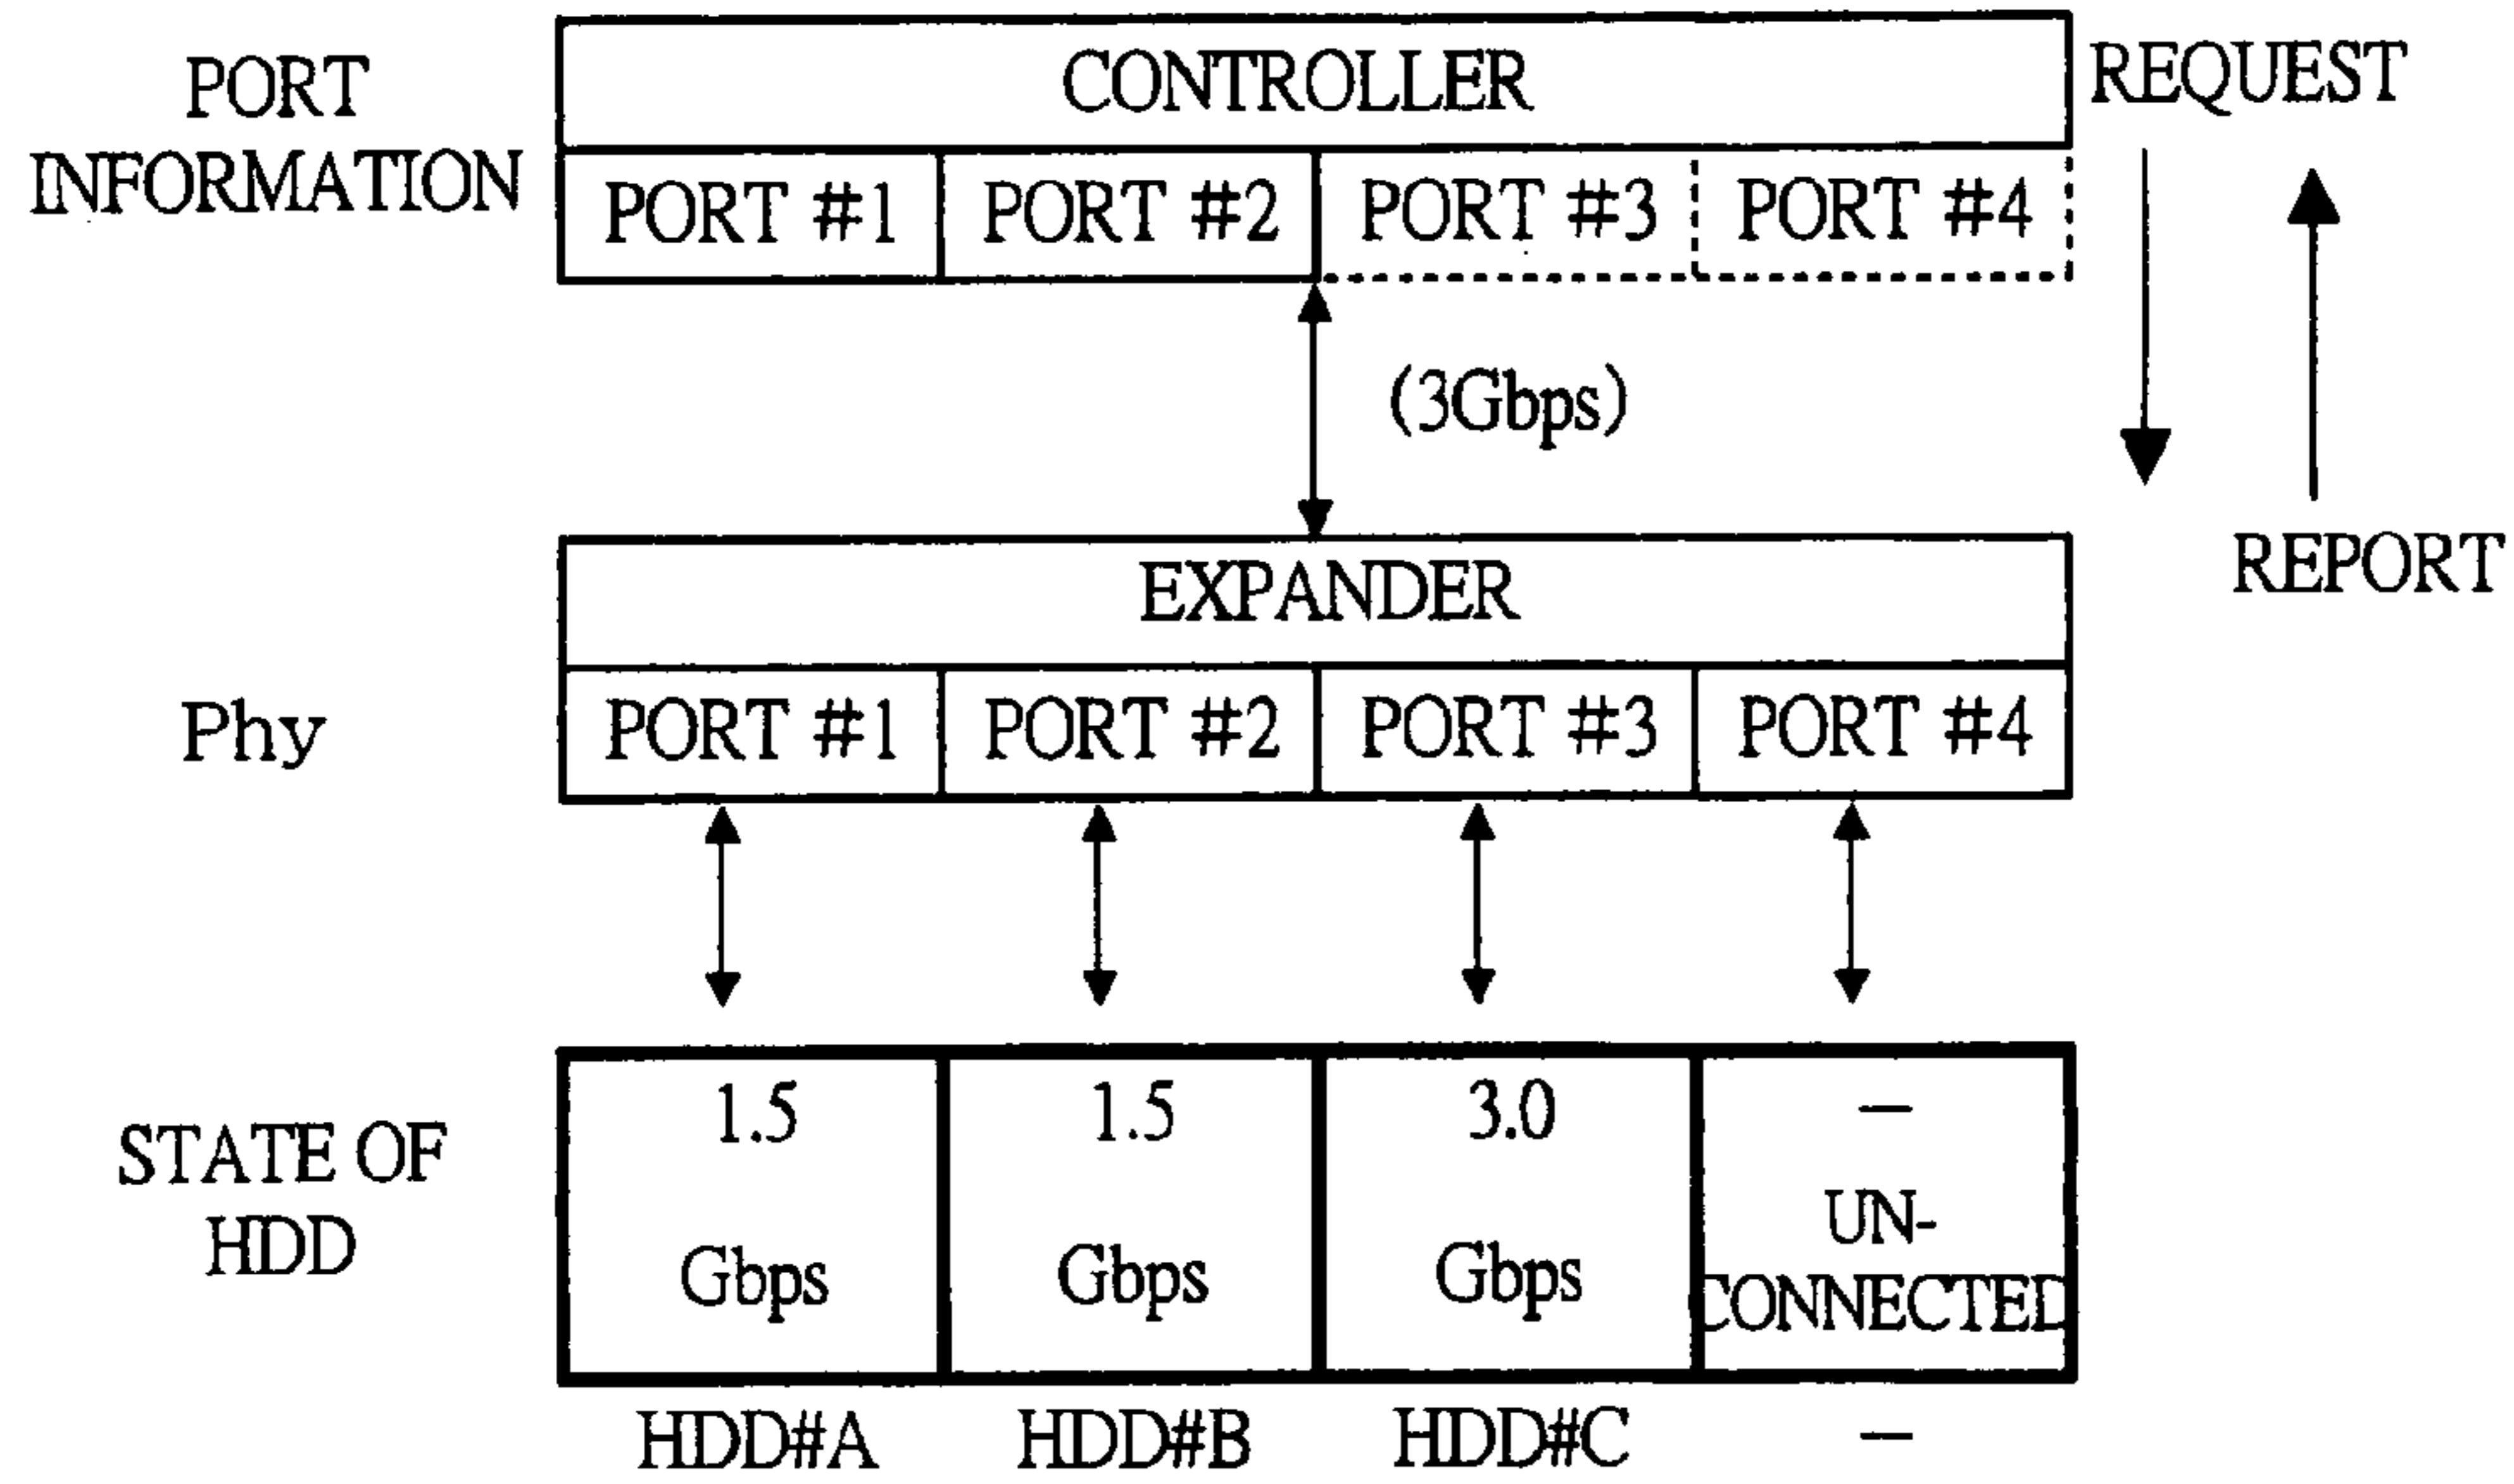 PORT
INFORMATION
CONTROLLER
REQUEST
PORT #1 PORT #2 PORT #3 PORT #4
(3Gbps)
REPORT
EXPANDER
Phy
PORT #1 PORT #2 PORT #3 PORT #4
STATE OF
HDD
1.5 1.5 3.0 —
Gbps Gbps Gbps
UN-
CONNECTED
HDD#A HDD#B HDD#C —